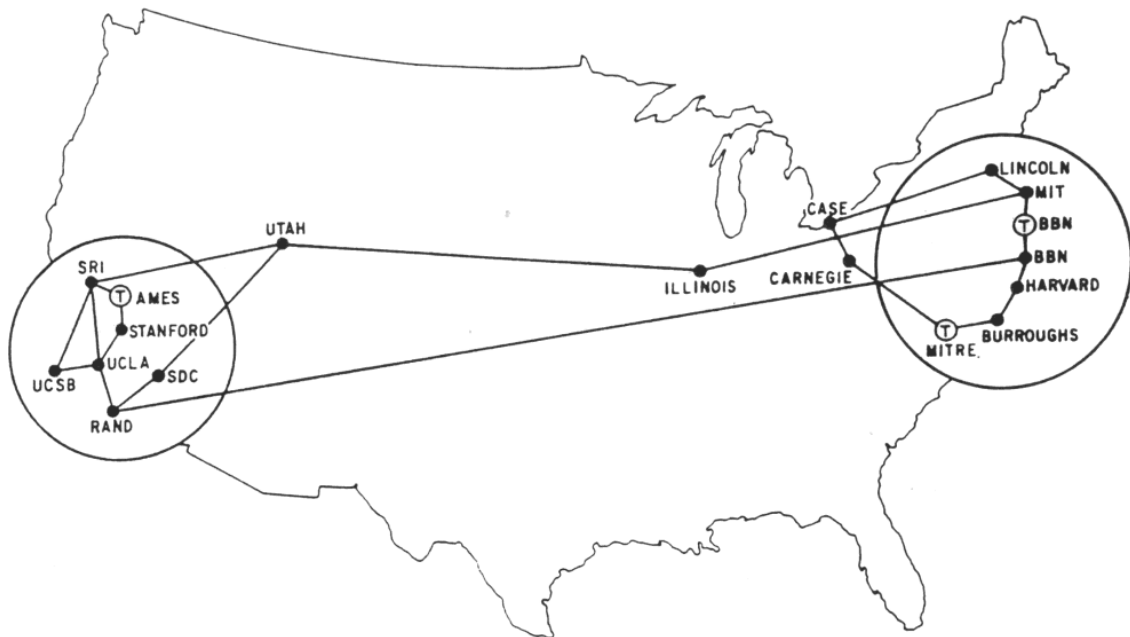 LINCOLN
MIT
CASE
T BBN
UTAH
BBN
SRI
CARNEGIE
ILLINOIS
HARVARD
T AMES
STANFORD
BURROUGHS
T
MITRE
UCLA
SDC
UCSB
RAND